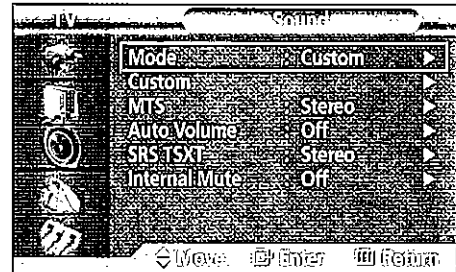 TV Sound
Mode : Custom
Custom
MTS : Stereo
Auto Volume : Off
SRS TSXT : Stereo
Internal Mute : Off
Move Enter Return